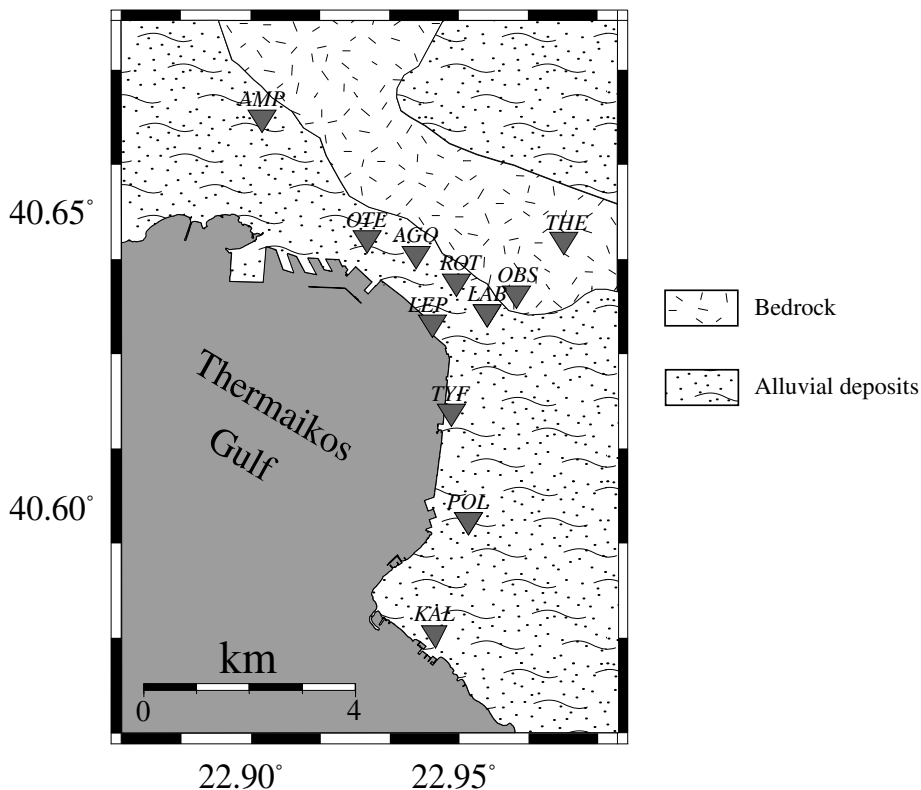 AMP
40.65°
OTE
THE
AGO
ROT
OBS
LAB
LEP
Bedrock
Thermaikos
Gulf
TYF
Alluvial deposits
40.60°
POL
KAL
km
0
4
22.90°
22.95°